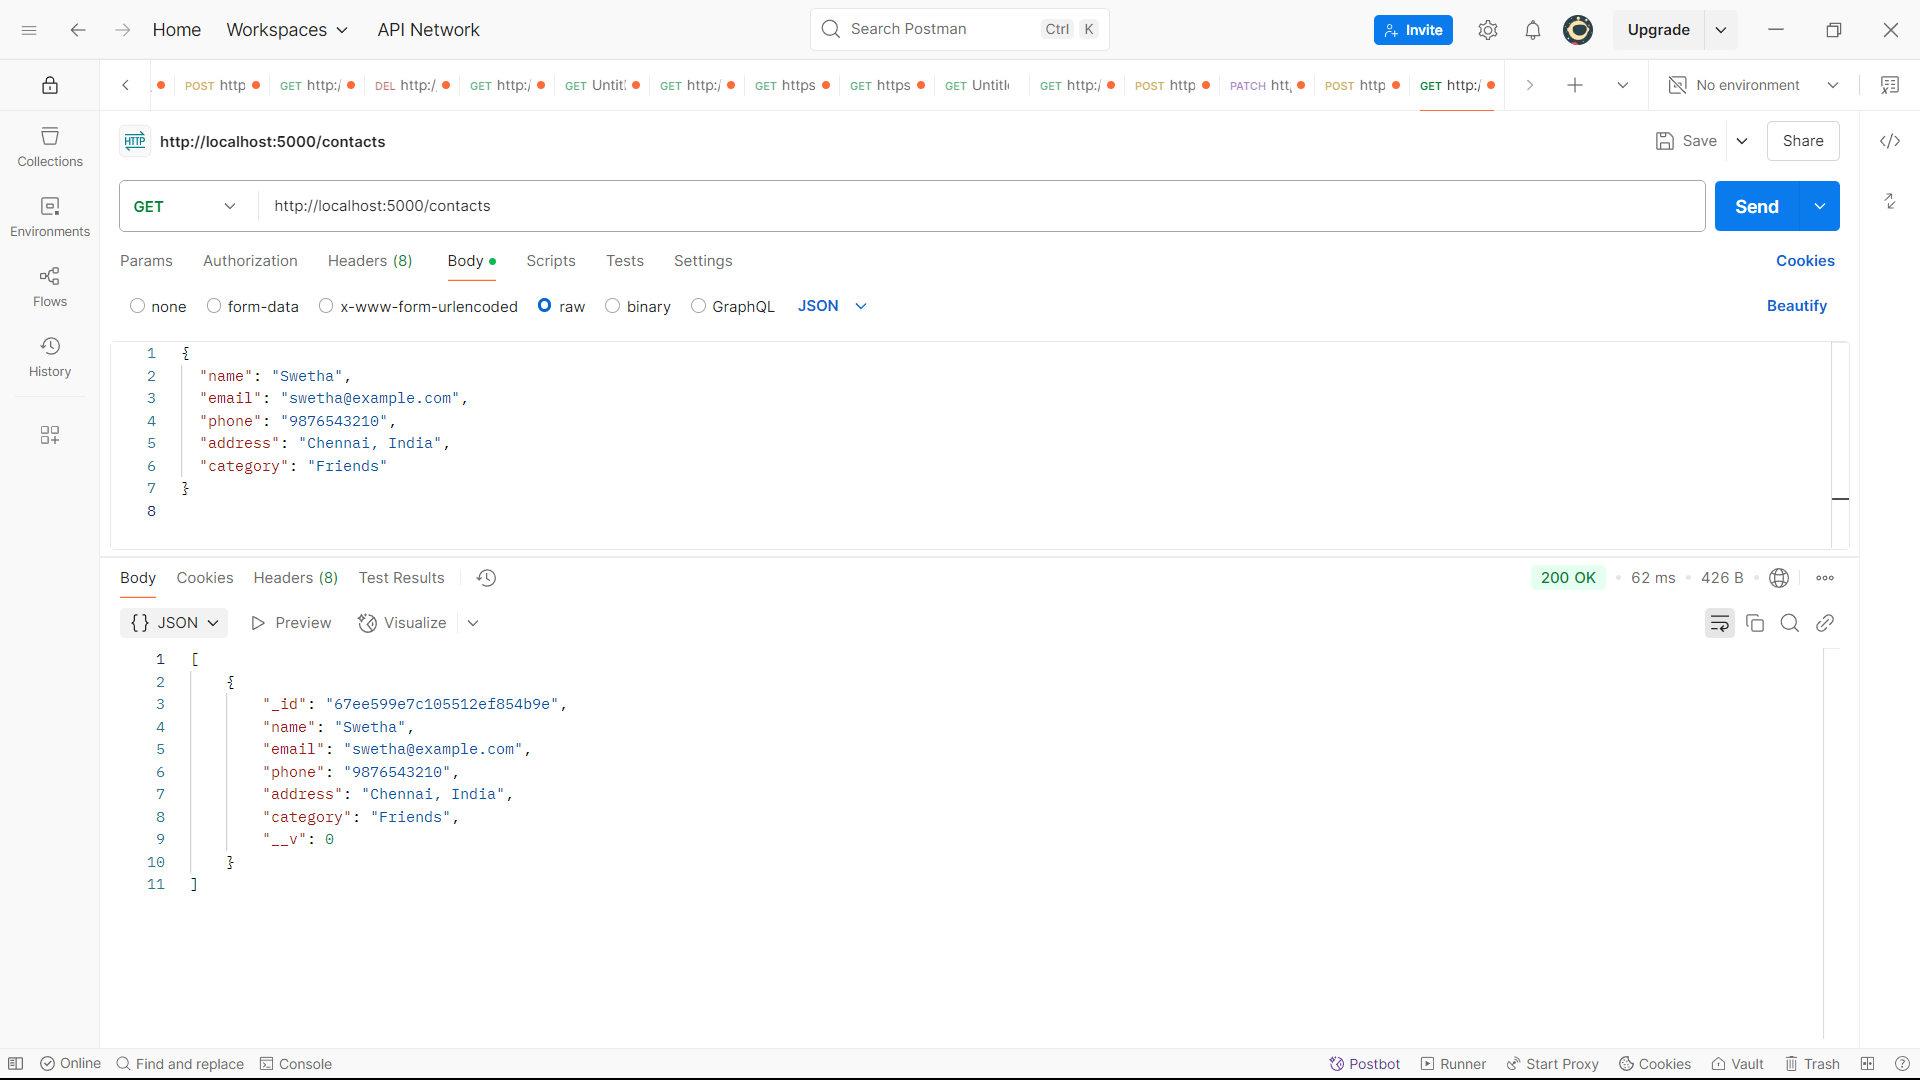 Home Workspaces API Network Search Postman Ctrl K Invite Upgrade
POST http GET http:/ DEL http:/ GET http:/ GET Untit GET http:/ GET https GET https GET Untitle GET http:/ POST http PATCH htt POST http GET http:/ No environment
HTTP http://localhost:5000/contacts Save Share
Collections
Environments
Flows
History
GET http://localhost:5000/contacts Send
Params Authorization Headers (8) Body Scripts Tests Settings Cookies
none form-data x-www-form-urlencoded raw binary GraphQL JSON Beautify
1 {
2 "name": "Swetha",
3 "email": "swetha@example.com",
4 "phone": "9876543210",
5 "address": "Chennai, India",
6 "category": "Friends"
7 }
8
Body Cookies Headers (8) Test Results 200 OK 62 ms 426 B
{} JSON Preview Visualize
1 [
2 {
3 "_id": "67ee599e7c105512ef854b9e",
4 "name": "Swetha",
5 "email": "swetha@example.com",
6 "phone": "9876543210",
7 "address": "Chennai, India",
8 "category": "Friends",
9 "__v": 0
10 }
11 ]
Online Find and replace Console Postbot Runner Start Proxy Cookies Vault Trash